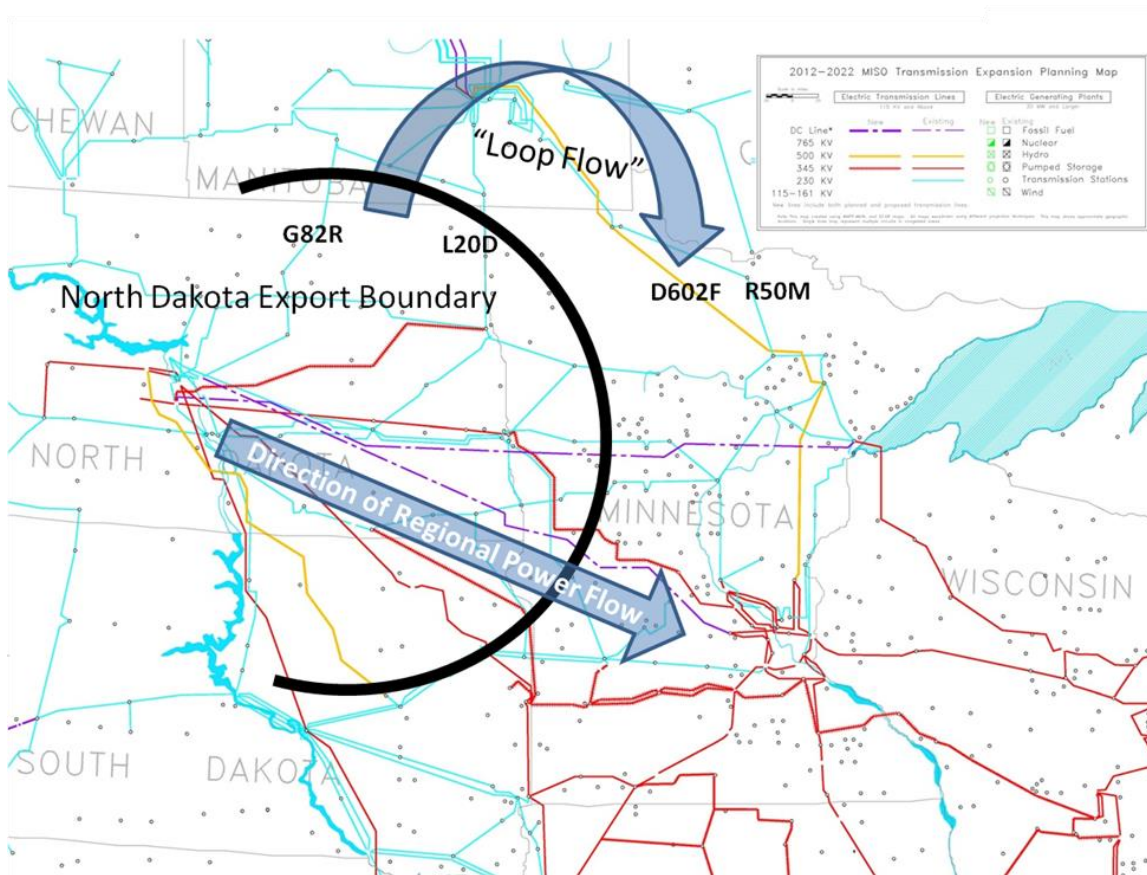 2012-2022 MISO Transmission Expansion Planning Map
Electric Transmission Lines
Electric Generating Plants
New
Existing
New
Existing
DC Line*
765 KV
500 KV
345 KV
230 KV
115-161 KV
Fossil Fuel
Nuclear
Hydro
Pumped Storage
Transmission Stations
Wind
CHEWAN
MANITOBA
"Loop Flow"
G82R
L20D
North Dakota Export Boundary
D602F
R50M
NORTH
DAKOTA
Direction of Regional Power Flow
MINNESOTA
WISCONSIN
SOUTH
DAKOTA